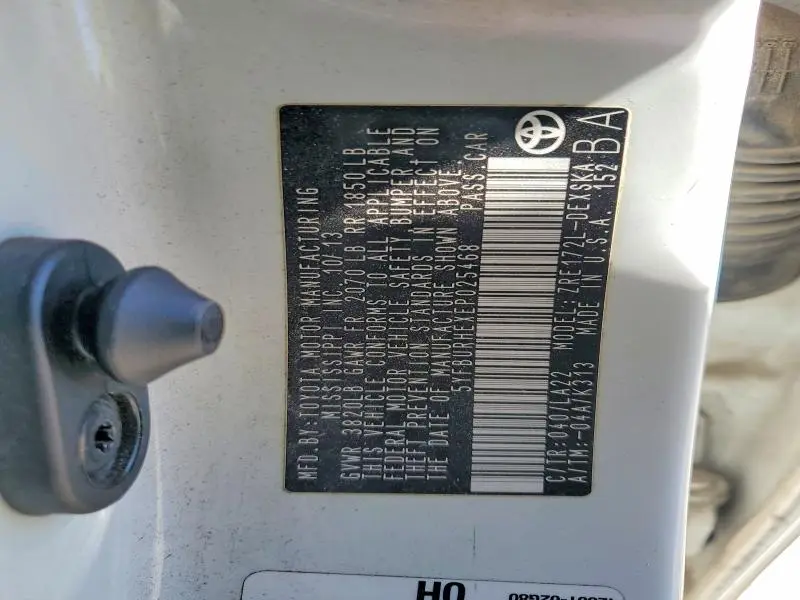 MFD.BY:TOYOTA MOTOR MANUFACTURING
MISSISSIPPI INC. 10/13
GVWR 3820LB GAWR FR 2070 LB RR 1850 LB
THIS VEHICLE CONFORMS TO ALL APPLICABLE
FEDERAL MOTOR VEHICLE SAFETY, BUMPER AND
THEFT PREVENTION STANDARDS IN EFFECT ON
THE DATE OF MANUFACTURE SHOWN ABOVE.
PASS.CAR
C/TR:040/LA22 MODEL:ZRE172L-DEXSKA
A/TM:-04A/K313 MADE IN U.S.A. 152
BA